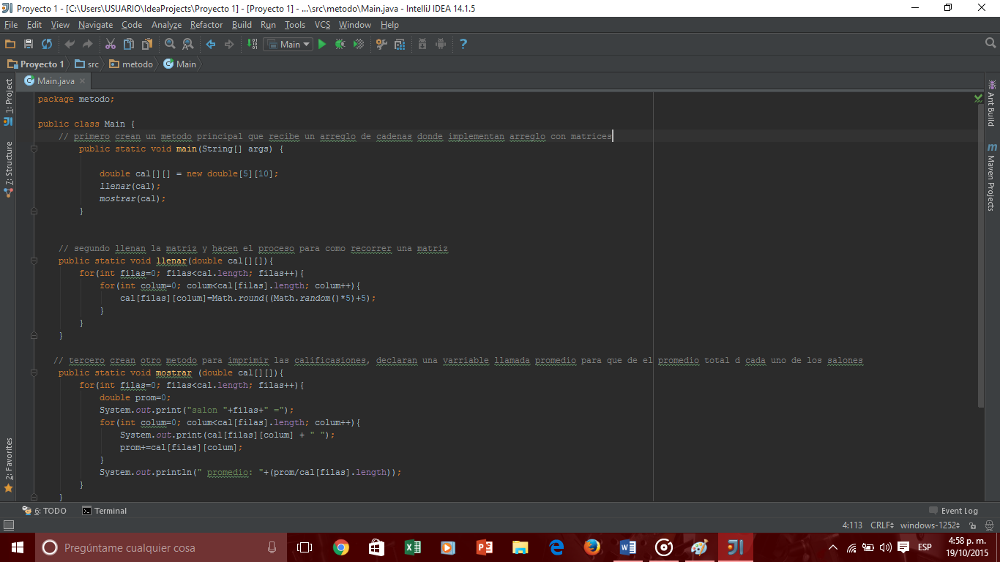 Proyecto 1 - [C:\Users\USUARIO\IdeaProjects\Proyecto 1] - [Proyecto 1] - ...\src\metodo\Main.java - IntelliJ IDEA 14.1.5
File Edit View Navigate Code Analyze Refactor Build Run Tools VCS Window Help
Main
Proyecto 1 src metodo Main
Main.java
1: Project
7: Structure
2: Favorites
Ant Build
Maven Projects
package metodo;
public class Main {
// primero crean un metodo principal que recibe un arreglo de cadenas donde implementan arreglo con matrices
public static void main(String[] args) {
double cal[][] = new double[5][10];
llenar(cal);
mostrar(cal);
}
// segundo llenan la matriz y hacen el proceso para como recorrer una matriz
public static void llenar(double cal[][]){
for(int filas=0; filas<cal.length; filas++){
for(int colum=0; colum<cal[filas].length; colum++){
cal[filas][colum]=Math.round((Math.random()*5)+5);
}
}
}
// tercero crean otro metodo para imprimir las calificasiones, declaran una varriable llamada promedio para que de el promedio total d cada uno de los salones
public static void mostrar (double cal[][]){
for(int filas=0; filas<cal.length; filas++){
double prom=0;
System.out.print("salon "+filas+" =");
for(int colum=0; colum<cal[filas].length; colum++){
System.out.print(cal[filas][colum] + " ");
prom+=cal[filas][colum];
}
System.out.println(" promedio: "+(prom/cal[filas].length));
}
}
6: TODO Terminal Event Log
4:113 CRLF windows-1252
Pregúntame cualquier cosa
ESP
4:58 p. m.
19/10/2015